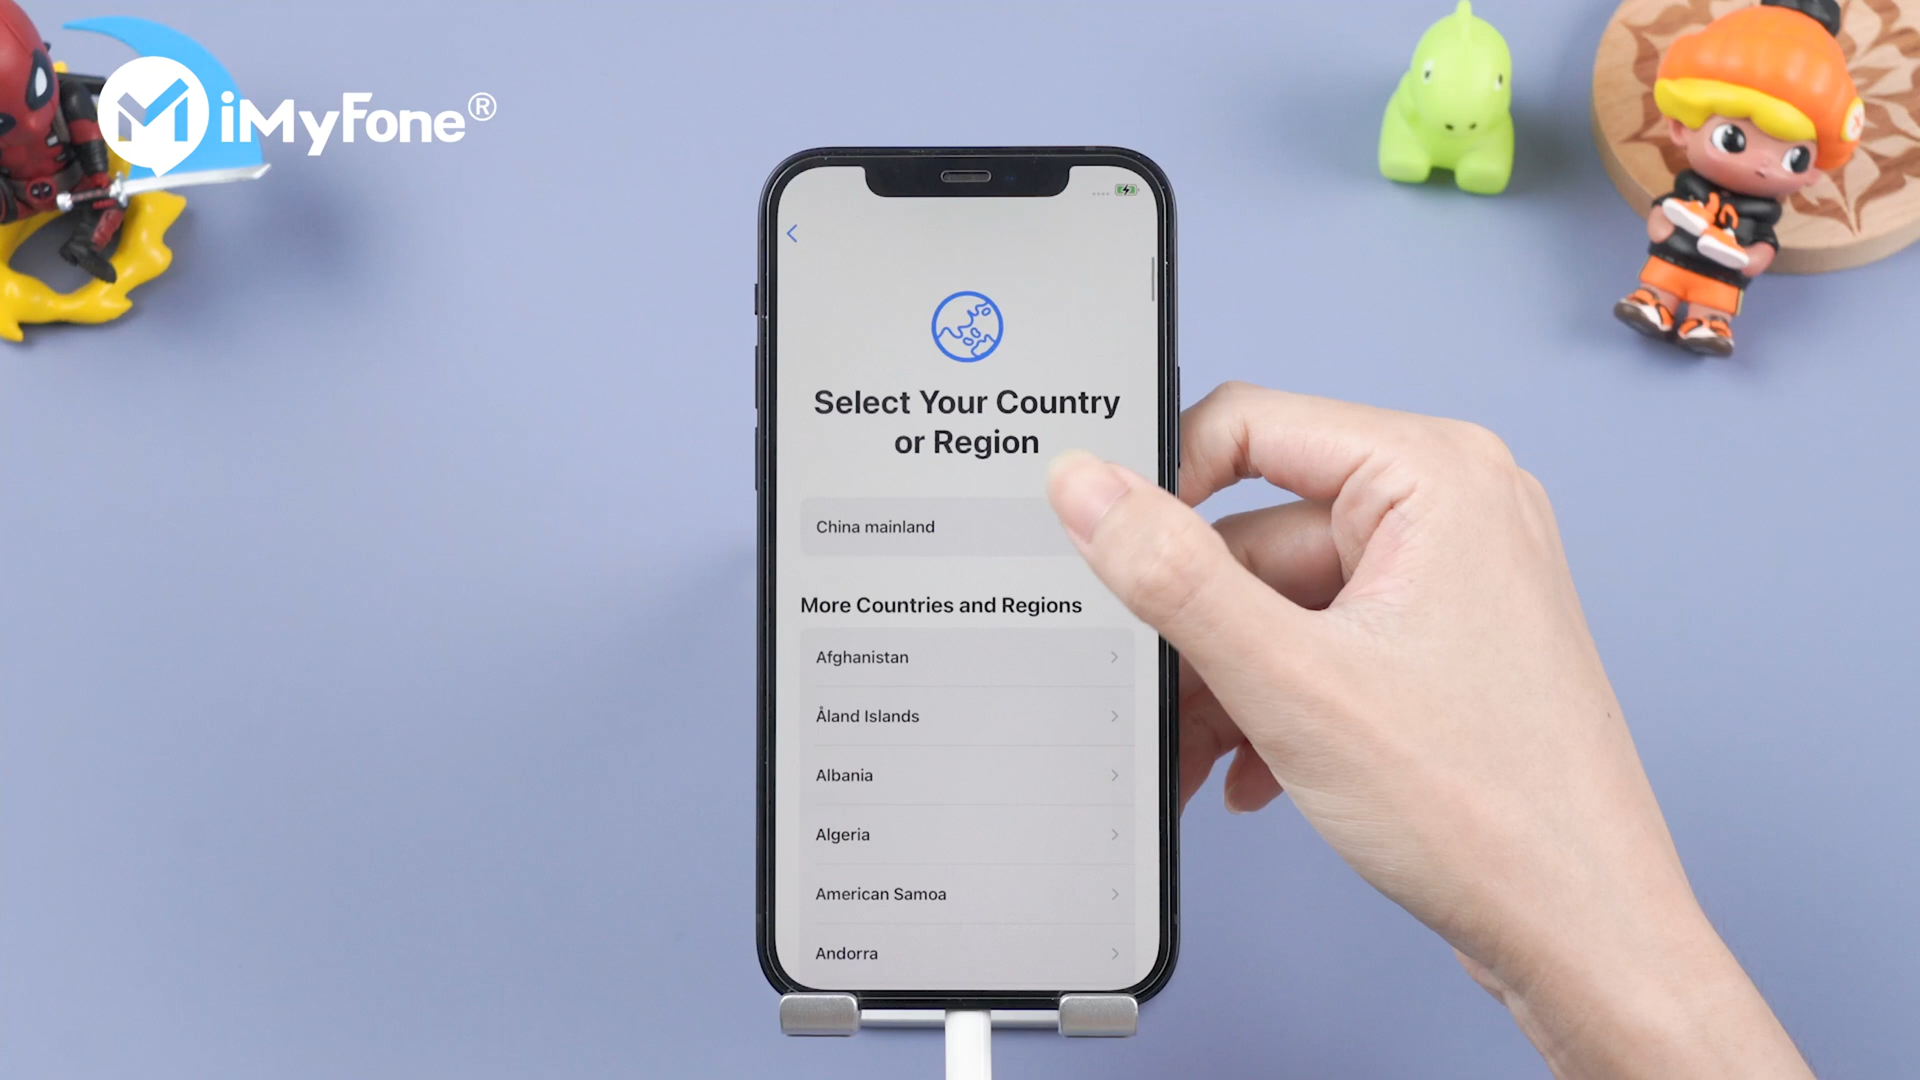 iMyFone®
Select Your Country
or Region
China mainland
More Countries and Regions
Afghanistan
Åland Islands
Albania
Algeria
American Samoa
Andorra